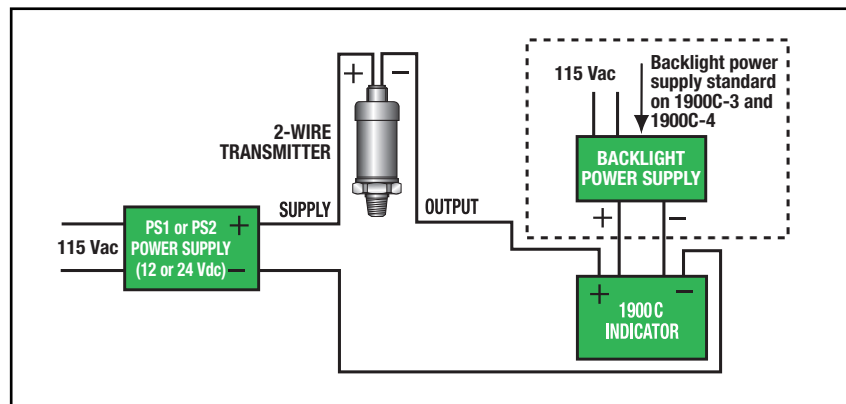 + −
2-WIRE
TRANSMITTER
SUPPLY
OUTPUT
115 Vac
PS1 or PS2 +
POWER SUPPLY
(12 or 24 Vdc) −
115 Vac
Backlight power
supply standard
on 1900C-3 and
1900C-4
BACKLIGHT
POWER SUPPLY
+ −
+ −
1900C
INDICATOR